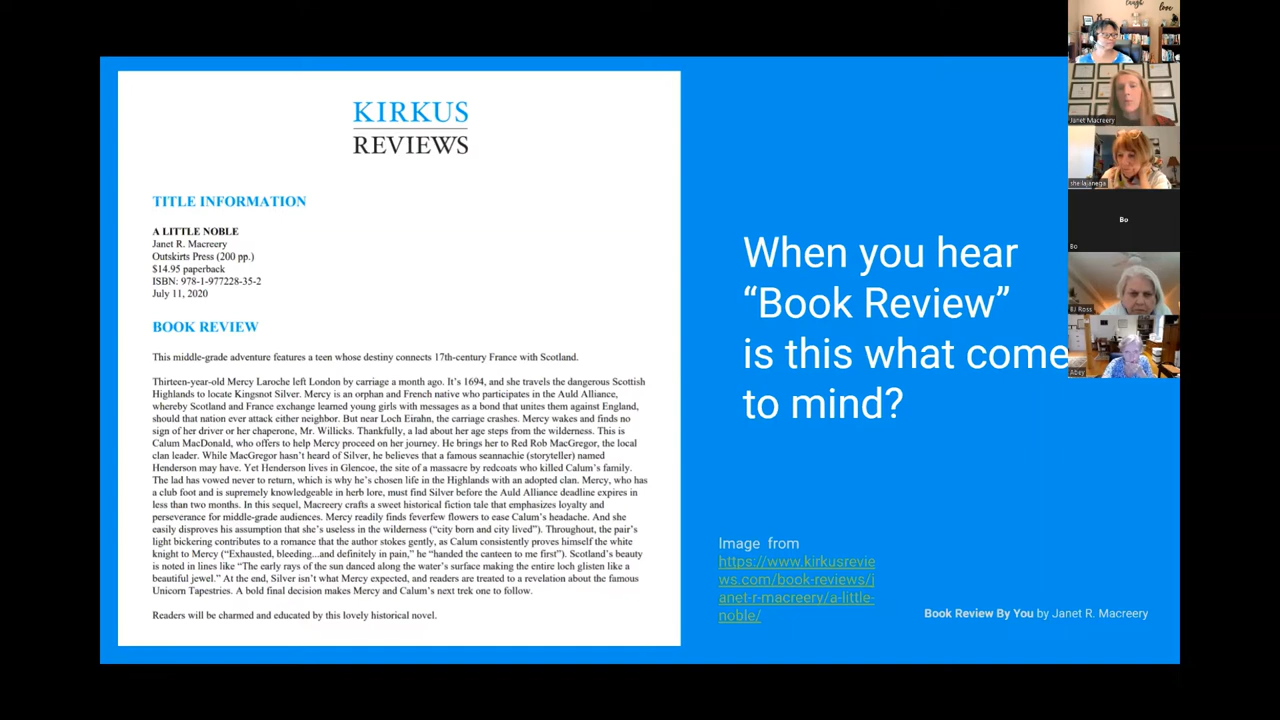 KIRKUS
REVIEWS
TITLE INFORMATION
A LITTLE NOBLE
Janet R. Macreery
Outskirts Press (200 pp.)
$14.95 paperback
ISBN: 978-1-977228-35-2
July 11, 2020
BOOK REVIEW
This middle-grade adventure features a teen whose destiny connects 17th-century France with Scotland.
Thirteen-year-old Mercy Laroche left London by carriage a month ago. It's 1694, and she travels the dangerous Scottish
Highlands to locate Kingsnot Silver. Mercy is an orphan and French native who participates in the Auld Alliance,
whereby Scotland and France exchange learned young girls with messages as a bond that unites them against England,
should that nation ever attack either neighbor. But near Loch Eirahn, the carriage crashes. Mercy wakes and finds no
sign of her driver or her chaperone, Mr. Willicks. Thankfully, a lad about her age steps from the wilderness. This is
Calum MacDonald, who offers to help Mercy proceed on her journey. He brings her to Red Rob MacGregor, the local
clan leader. While MacGregor hasn't heard of Silver, he believes that a famous seannachie (storyteller) named
Henderson may have. Yet Henderson lives in Glencoe, the site of a massacre by redcoats who killed Calum's family.
The lad has vowed never to return, which is why he's chosen life in the Highlands with an adopted clan. Mercy, who has
a club foot and is supremely knowledgeable in herb lore, must find Silver before the Auld Alliance deadline expires in
less than two months. In this sequel, Macreery crafts a sweet historical fiction tale that emphasizes loyalty and
perseverance for middle-grade audiences. Mercy readily finds feverfew flowers to ease Calum's headache. And she
easily disproves his assumption that she's useless in the wilderness ("city born and city lived"). Throughout, the pair's
light bickering contributes to a romance that the author stokes gently, as Calum consistently proves himself the white
knight to Mercy ("Exhausted, bleeding...and definitely in pain," he "handed the canteen to me first"). Scotland's beauty
is noted in lines like "The early rays of the sun danced along the water's surface making the entire loch glisten like a
beautiful jewel." At the end, Silver isn't what Mercy expected, and readers are treated to a revelation about the famous
Unicorn Tapestries. A bold final decision makes Mercy and Calum's next trek one to follow.
Readers will be charmed and educated by this lovely historical novel.
When you hear
“Book Review”
is this what come
to mind?
Image from
https://www.kirkusrevie
ws.com/book-reviews/j
anet-r-macreery/a-little-
noble/
Book Review By You by Janet R. Macreery
laugh
love
Janet Macreery
Bo
Bo
BJ Ross